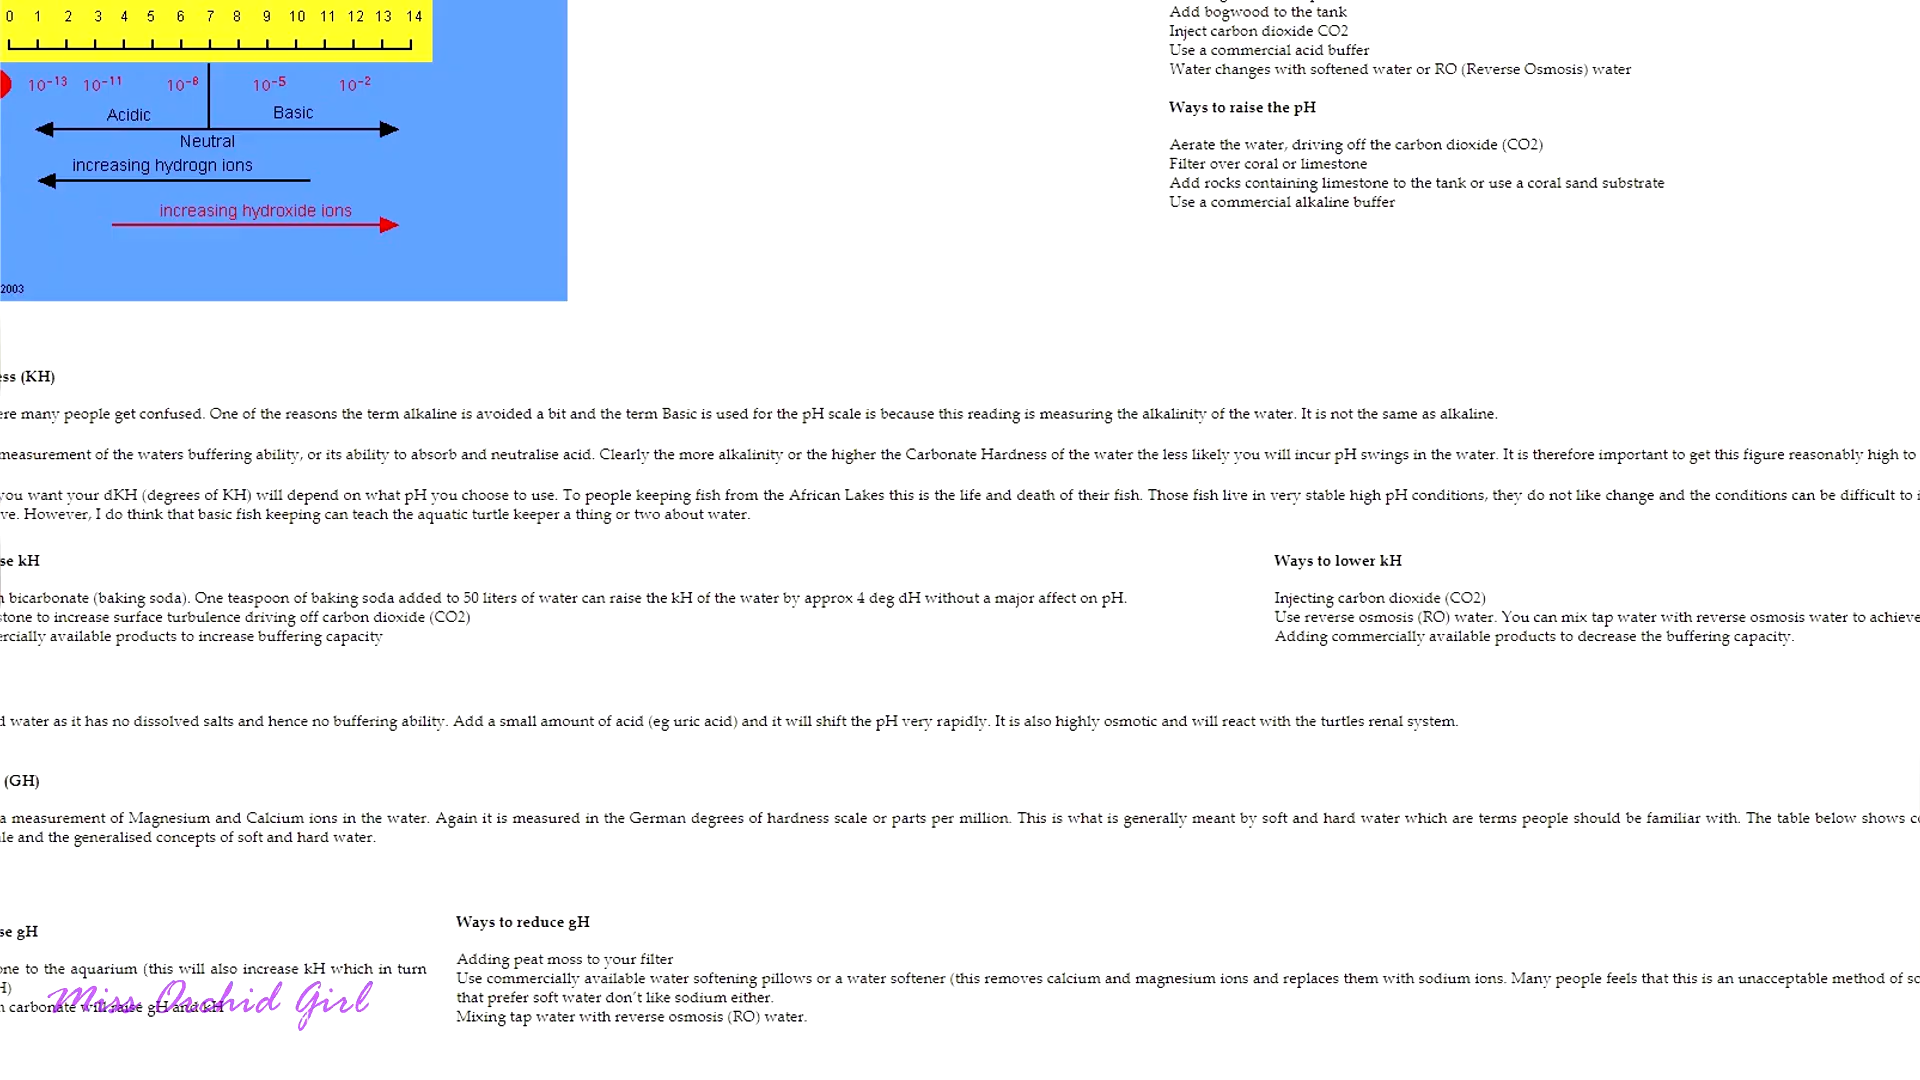 0 1 2 3 4 5 6 7 8 9 10 11 12 13 14
10-13 10-11 10-8 10-5 10-2
Acidic Basic
Neutral
increasing hydrogn ions
increasing hydroxide ions
2003
Add bogwood to the tank
Inject carbon dioxide CO2
Use a commercial acid buffer
Water changes with softened water or RO (Reverse Osmosis) water
Ways to raise the pH
Aerate the water, driving off the carbon dioxide (CO2)
Filter over coral or limestone
Add rocks containing limestone to the tank or use a coral sand substrate
Use a commercial alkaline buffer
ess (KH)
ere many people get confused. One of the reasons the term alkaline is avoided a bit and the term Basic is used for the pH scale is because this reading is measuring the alkalinity of the water. It is not the same as alkaline.
measurement of the waters buffering ability, or its ability to absorb and neutralise acid. Clearly the more alkalinity or the higher the Carbonate Hardness of the water the less likely you will incur pH swings in the water. It is therefore important to get this figure reasonably high to
you want your dKH (degrees of KH) will depend on what pH you choose to use. To people keeping fish from the African Lakes this is the life and death of their fish. Those fish live in very stable high pH conditions, they do not like change and the conditions can be difficult to
ve. However, I do think that basic fish keeping can teach the aquatic turtle keeper a thing or two about water.
se kH
bicarbonate (baking soda). One teaspoon of baking soda added to 50 liters of water can raise the kH of the water by approx 4 deg dH without a major affect on pH.
stone to increase surface turbulence driving off carbon dioxide (CO2)
ercially available products to increase buffering capacity
Ways to lower kH
Injecting carbon dioxide (CO2)
Use reverse osmosis (RO) water. You can mix tap water with reverse osmosis water to achieve
Adding commercially available products to decrease the buffering capacity.
d water as it has no dissolved salts and hence no buffering ability. Add a small amount of acid (eg uric acid) and it will shift the pH very rapidly. It is also highly osmotic and will react with the turtles renal system.
(GH)
a measurement of Magnesium and Calcium ions in the water. Again it is measured in the German degrees of hardness scale or parts per million. This is what is generally meant by soft and hard water which are terms people should be familiar with. The table below shows
le and the generalised concepts of soft and hard water.
se gH
one to the aquarium (this will also increase kH which in turn
H)
carbonate will raise gH and kH
Miss Orchid Girl
Ways to reduce gH
Adding peat moss to your filter
Use commercially available water softening pillows or a water softener (this removes calcium and magnesium ions and replaces them with sodium ions. Many people feels that this is an unacceptable method of
that prefer soft water don't like sodium either.
Mixing tap water with reverse osmosis (RO) water.